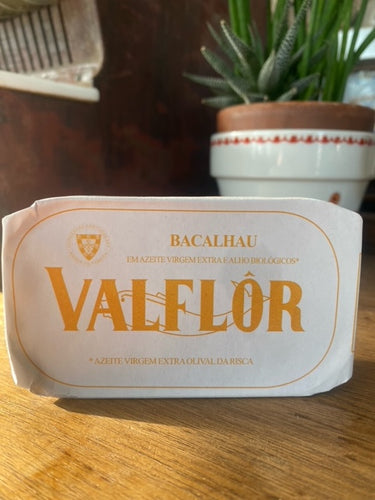 BACALHAU
EM AZEITE VIRGEM EXTRA E ALHO BIOLÓGICOS*
VALFLÔR
* AZEITE VIRGEM EXTRA OLIVAL DA RISCA